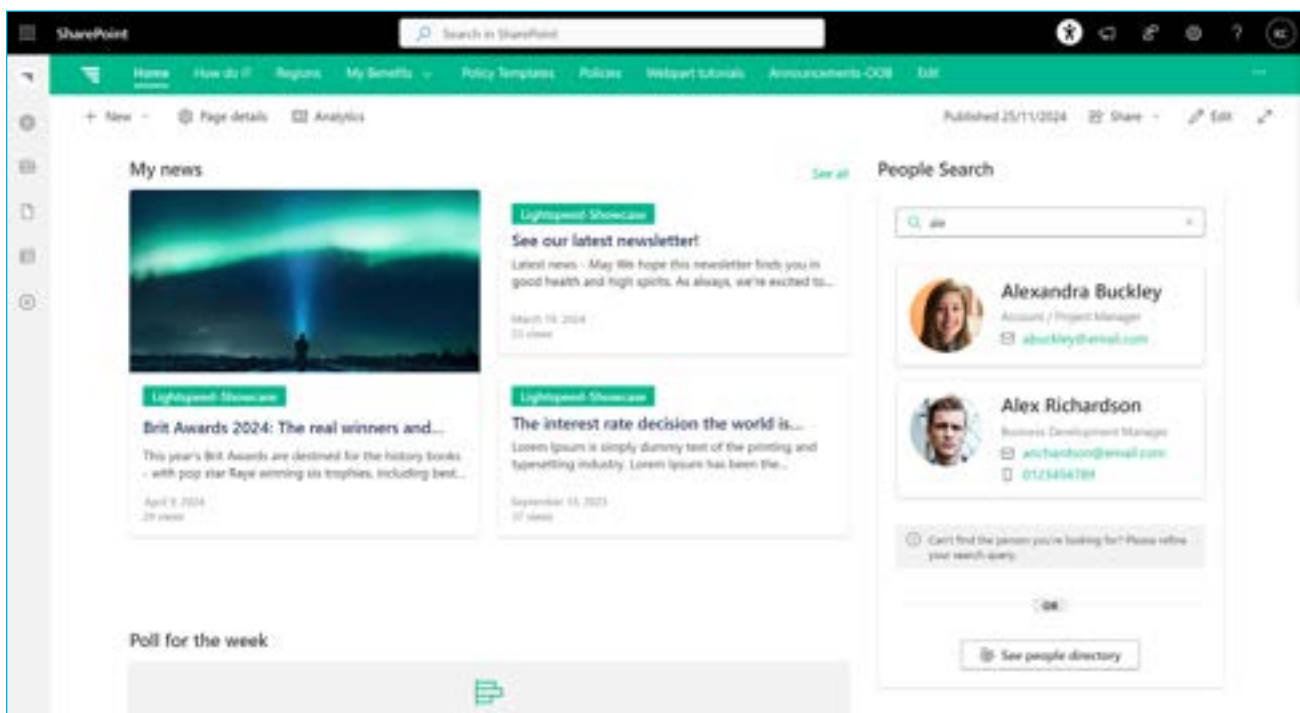 SharePoint
Search in SharePoint
Home How do I? Regions My Benefits Policy Templates Policies Webpart tutorials Announcements-OOB Edit
+ New Page details Analytics
Published 25/11/2024 Share Edit
My news
See all
Lightspeed-Showcase
Brit Awards 2024: The real winners and...
This year's Brit Awards are destined for the history books
- with pop star Raye winning six trophies, including best...
April 9, 2024
29 views
Lightspeed-Showcase
See our latest newsletter!
Latest news - May We hope this newsletter finds you in
good health and high spirits. As always, we're excited to...
March 19, 2024
views
Lightspeed-Showcase
The interest rate decision the world is...
Lorem Ipsum is simply dummy text of the printing and
typesetting industry. Lorem Ipsum has been the...
September 13, 2023
37 views
People Search
ale
Alexandra Buckley
Account / Project Manager
abuckley@email.com
Alex Richardson
Business Development Manager
arichardson@email.com
0123456789
Can't find the person you're looking for? Please refine
your search query.
OR
See people directory
Poll for the week